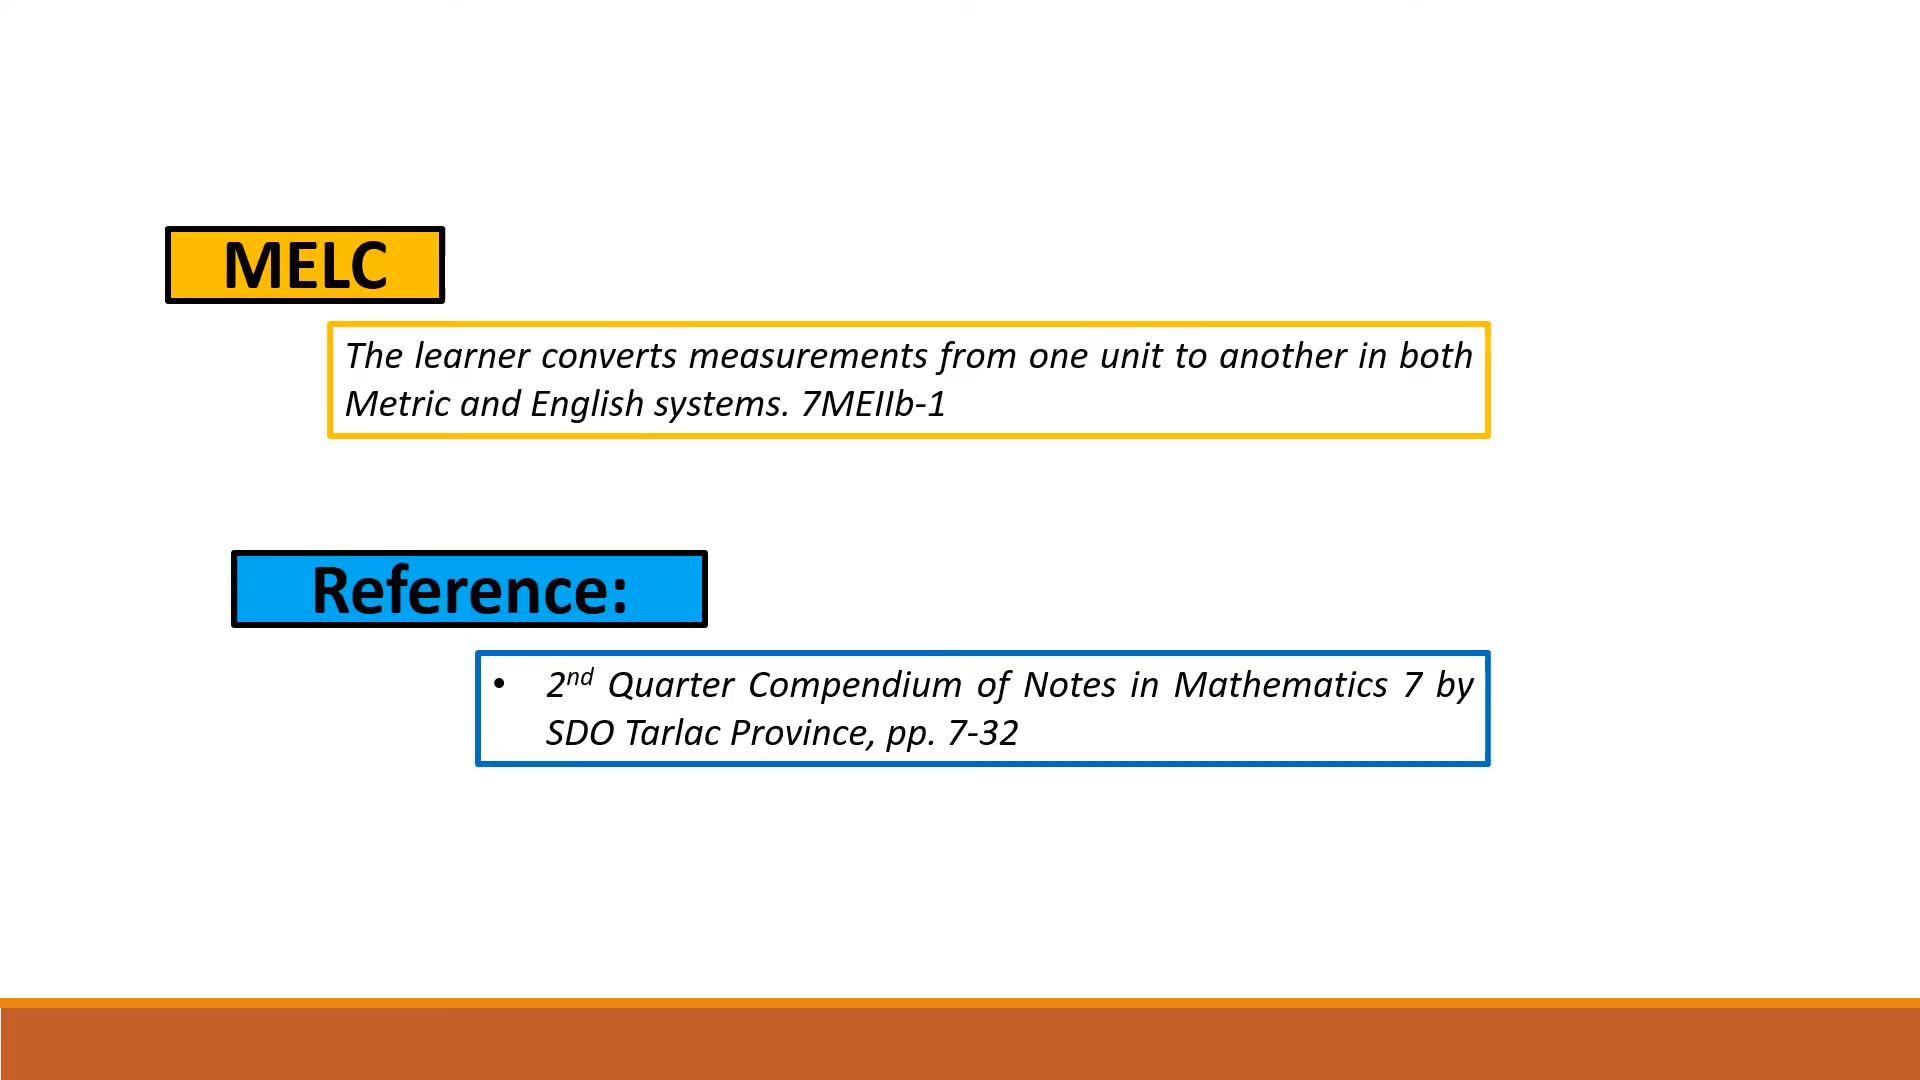 MELC
The learner converts measurements from one unit to another in both
Metric and English systems. 7MEIIb-1
Reference:
• 2nd Quarter Compendium of Notes in Mathematics 7 by
SDO Tarlac Province, pp. 7-32